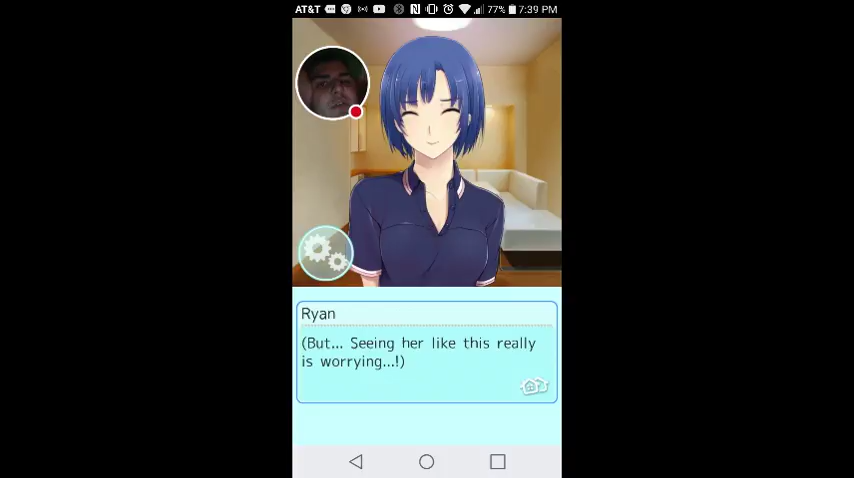 AT&T 77% 7:39 PM
Ryan
(But... Seeing her like this really
is worrying...!)